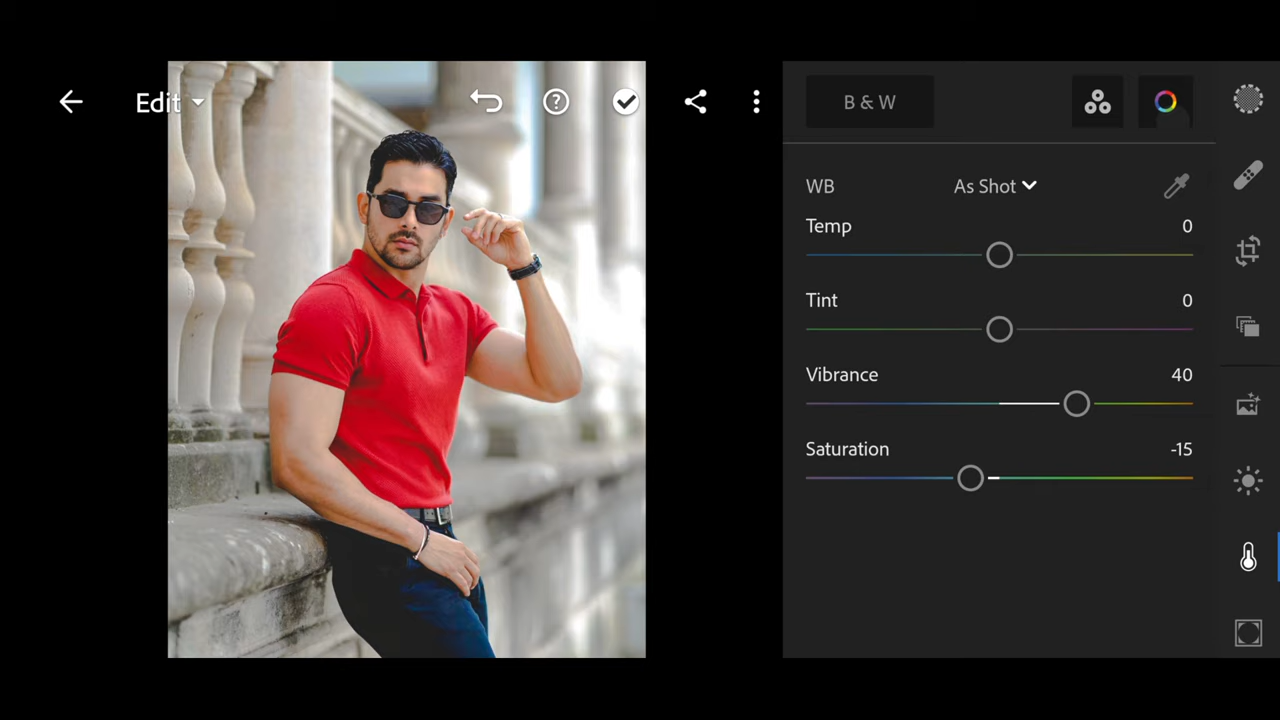 Edit
B & W
WB As Shot
Temp 0
Tint 0
Vibrance 40
Saturation -15